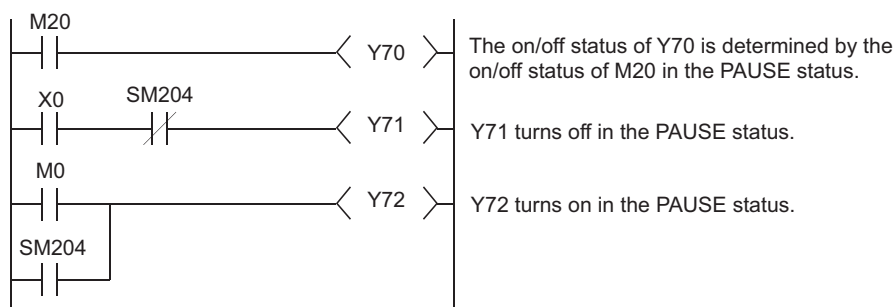 M20
Y70
The on/off status of Y70 is determined by the
on/off status of M20 in the PAUSE status.
X0
SM204
Y71
Y71 turns off in the PAUSE status.
M0
Y72
Y72 turns on in the PAUSE status.
SM204